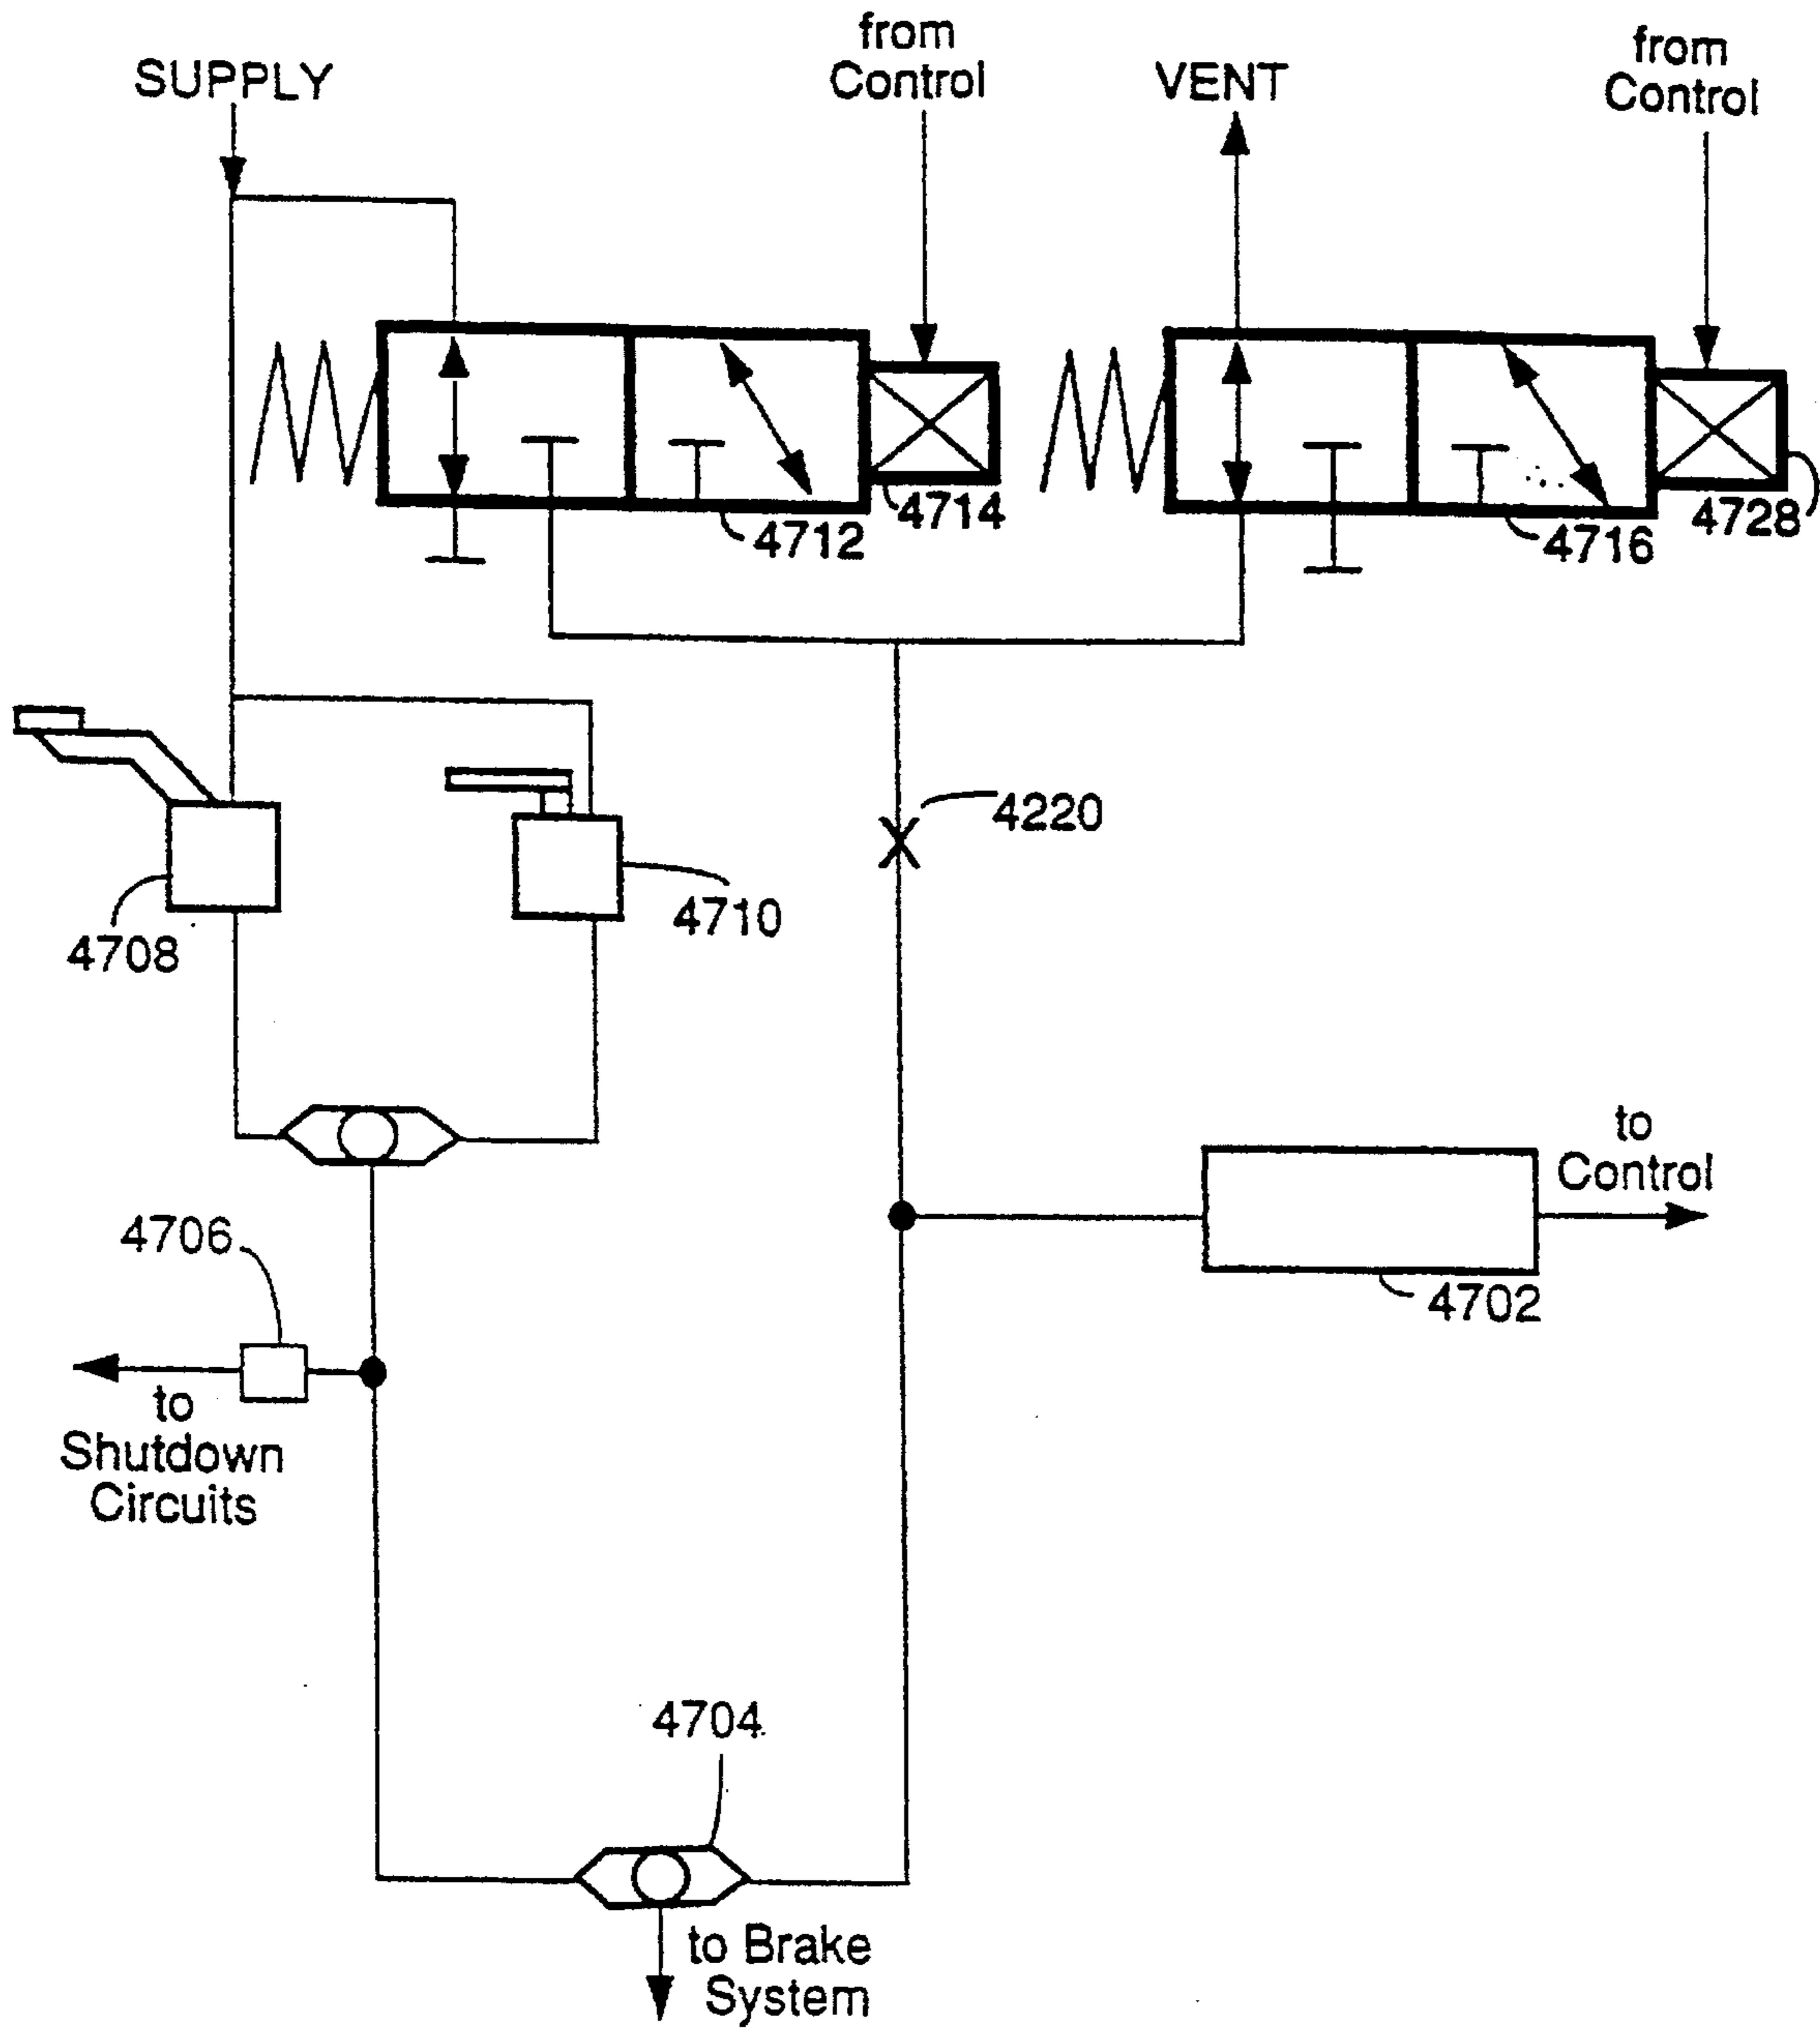 from
Control
SUPPLY
VENT
from
Control
4712
4714
4716
4728
4220
4708
4710
to
Control
4706
4702
to
Shutdown
Circuits
4704
to Brake
System